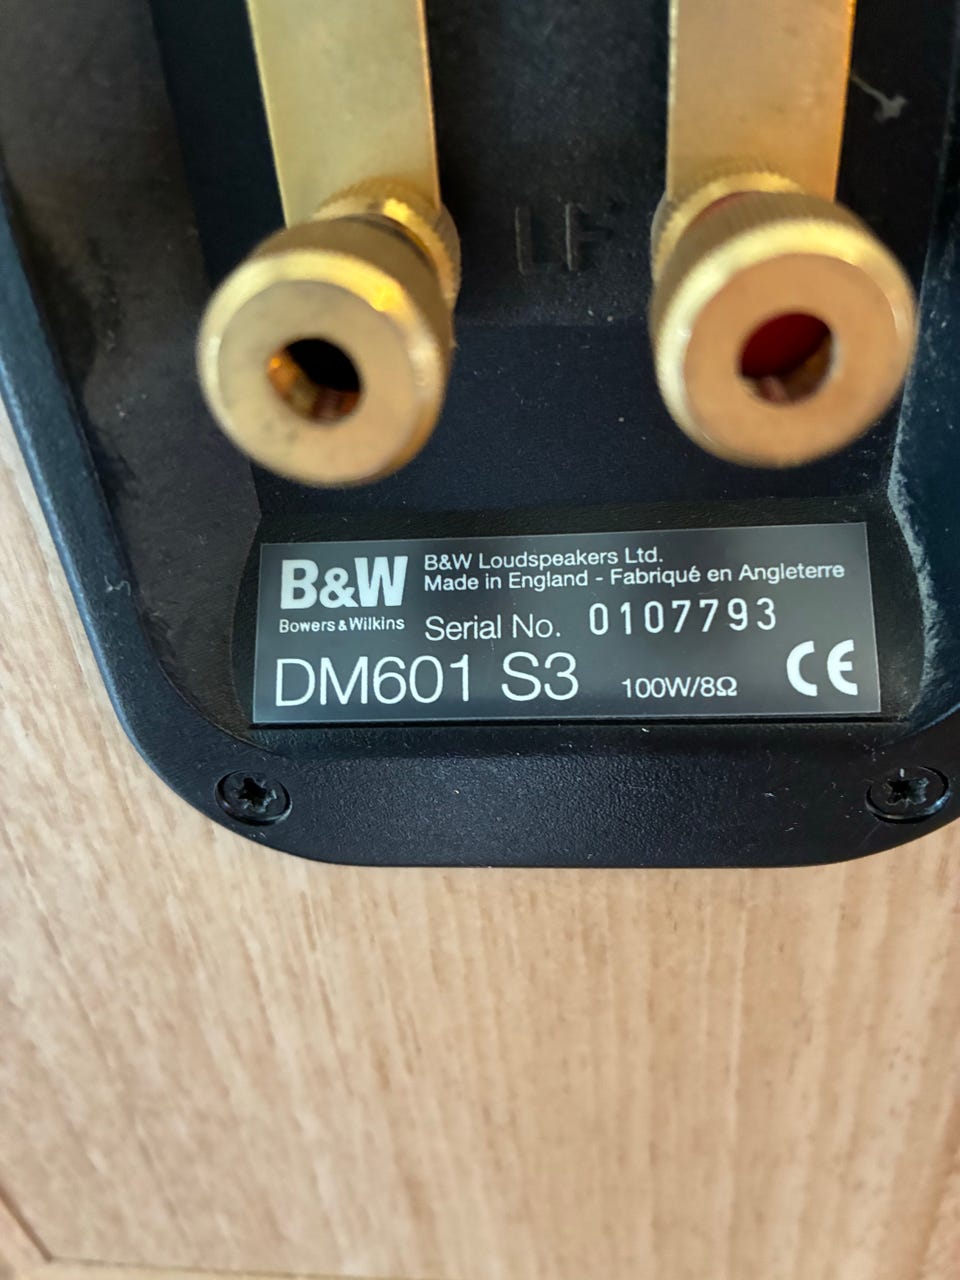 LF
B&W
Bowers & Wilkins
B&W Loudspeakers Ltd.
Made in England - Fabriqué en Angleterre
Serial No. 0107793
DM601 S3 100W/8Ω CE